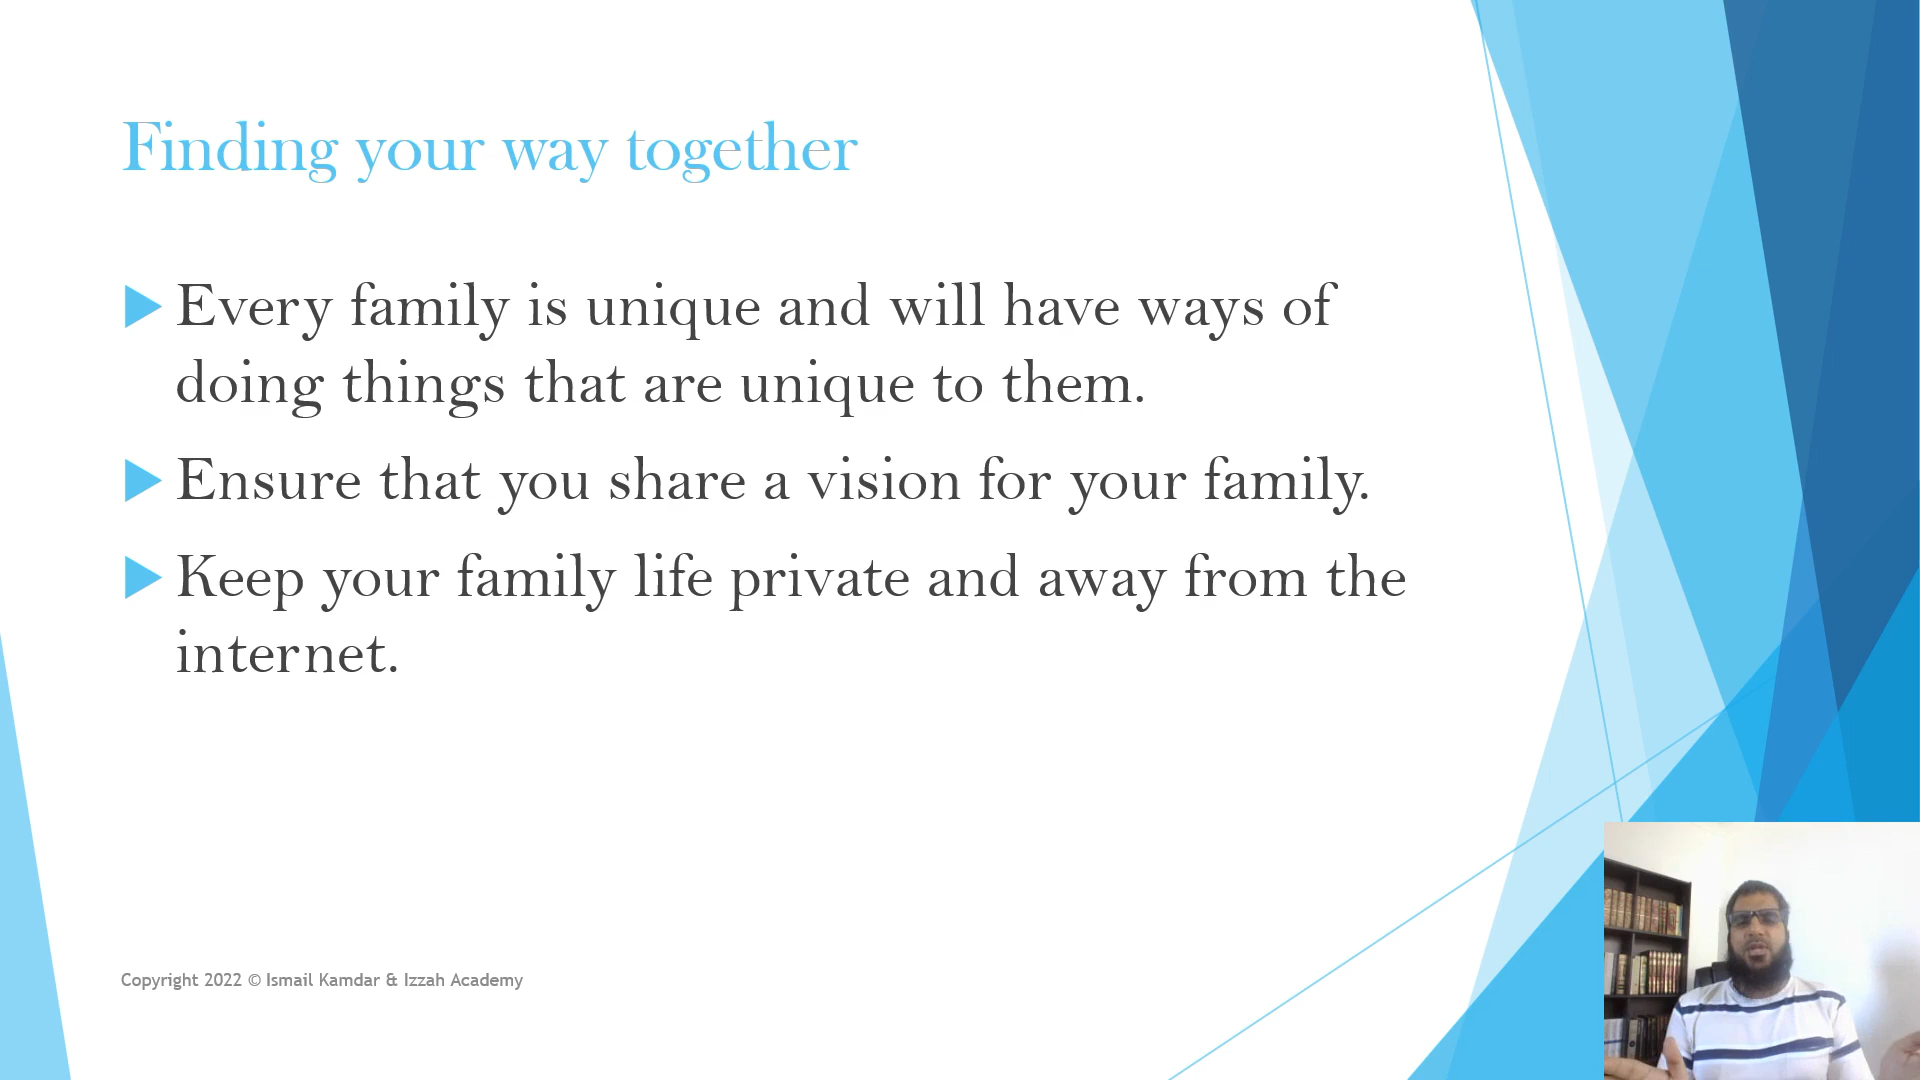 Finding your way together
Every family is unique and will have ways of
doing things that are unique to them.
Ensure that you share a vision for your family.
Keep your family life private and away from the
internet.
Copyright 2022 © Ismail Kamdar & Izzah Academy